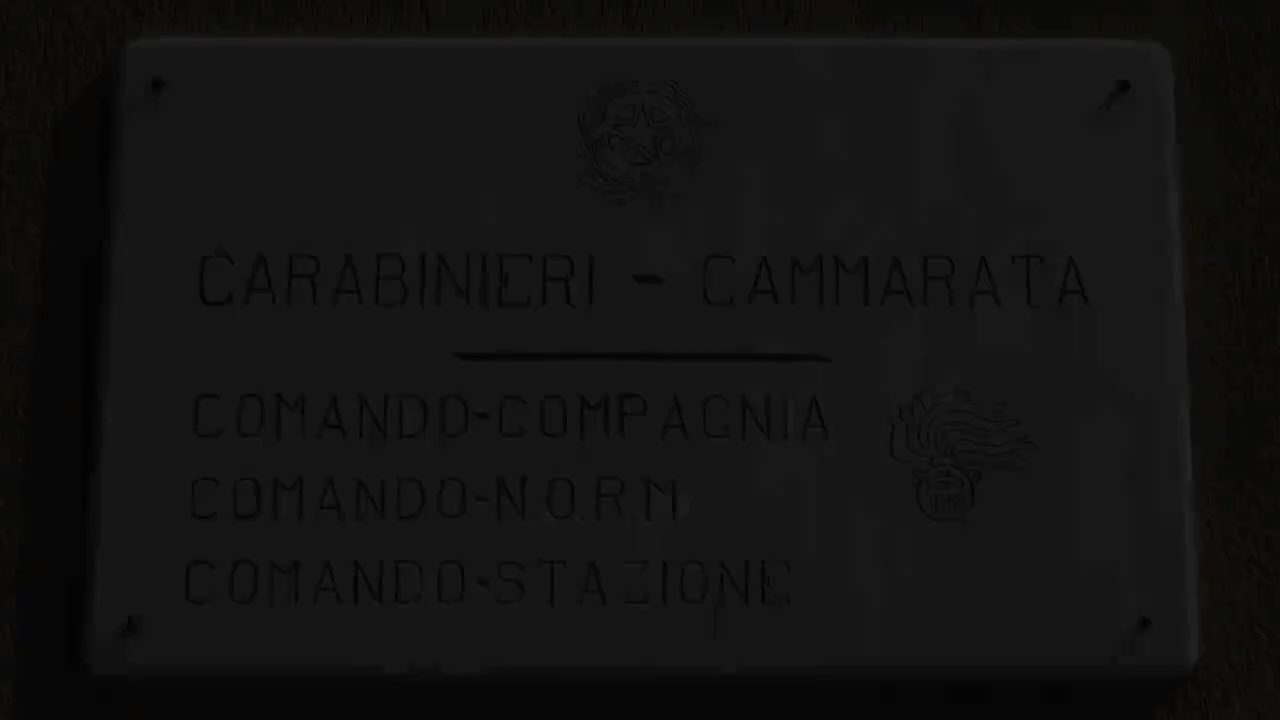 CARABINIERI - CAMMARATA
COMANDO-COMPAGNIA
COMANDO-N.O.R.M
COMANDO-STAZIONE